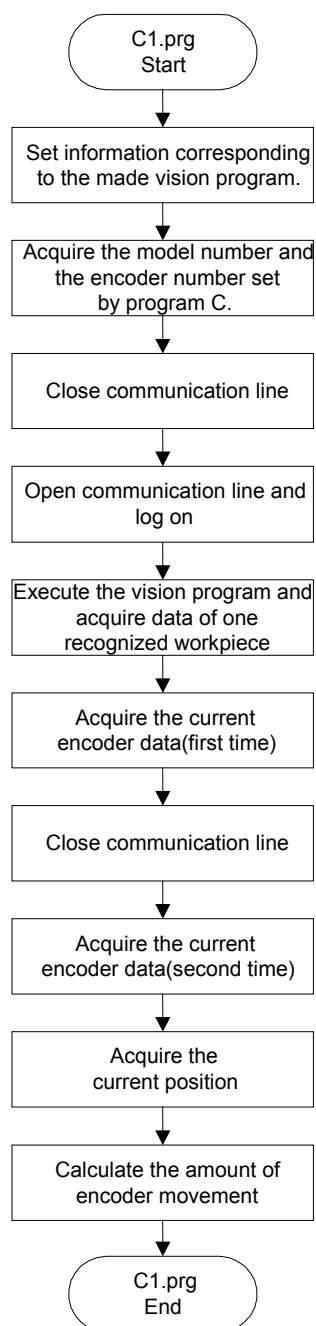 C1.prg
Start
Set information corresponding
to the made vision program.
Acquire the model number and
the encoder number set
by program C.
Close communication line
Open communication line and
log on
Execute the vision program and
acquire data of one
recognized workpiece
Acquire the current
encoder data(first time)
Close communication line
Acquire the current
encoder data(second time)
Acquire the
current position
Calculate the amount of
encoder movement
C1.prg
End